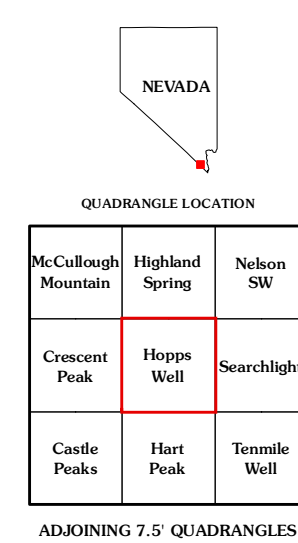 NEVADA
QUADRANGLE LOCATION
McCullough
Mountain
Highland
Spring
Nelson
SW
Crescent
Peak
Hopps
Well
Searchlight
Castle
Peaks
Hart
Peak
Tenmile
Well
ADJOINING 7.5' QUADRANGLES